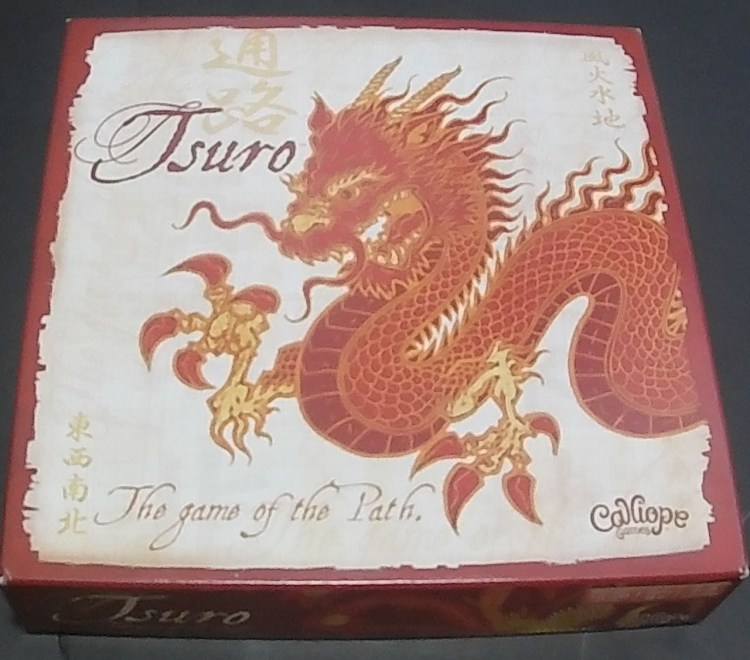 通路
Tsuro
風火水地
東西南北
The game of the Path.
Calliope
Games
Tsuro